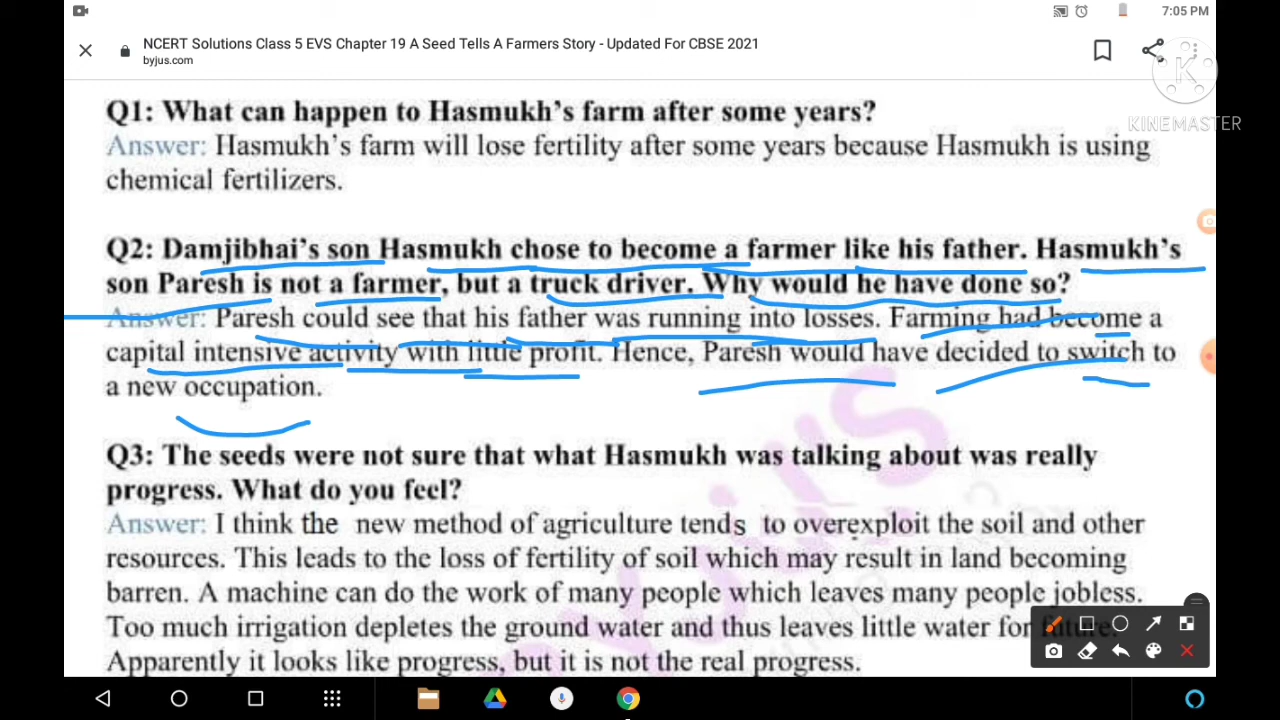 7:05 PM
NCERT Solutions Class 5 EVS Chapter 19 A Seed Tells A Farmers Story - Updated For CBSE 2021
byjus.com
K
KINEMASTER
Q1: What can happen to Hasmukh's farm after some years?
Answer: Hasmukh's farm will lose fertility after some years because Hasmukh is using
chemical fertilizers.
Q2: Damjibhai's son Hasmukh chose to become a farmer like his father. Hasmukh's
son Paresh is not a farmer, but a truck driver. Why would he have done so?
Answer: Paresh could see that his father was running into losses. Farming had become a
capital intensive activity with little profit. Hence, Paresh would have decided to switch to
a new occupation.
Q3: The seeds were not sure that what Hasmukh was talking about was really
progress. What do you feel?
Answer: I think the new method of agriculture tends to overexploit the soil and other
resources. This leads to the loss of fertility of soil which may result in land becoming
barren. A machine can do the work of many people which leaves many people jobless.
Too much irrigation depletes the ground water and thus leaves little water for future.
Apparently it looks like progress, but it is not the real progress.